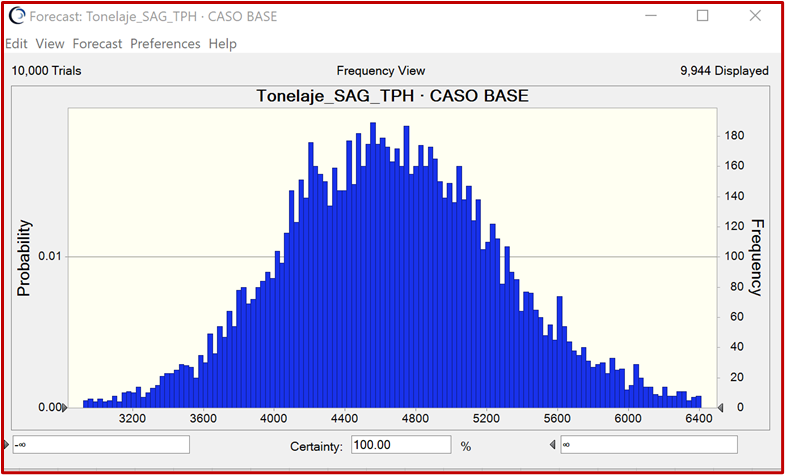 Forecast: Tonelaje_SAG_TPH · CASO BASE
Edit View Forecast Preferences Help
10,000 Trials Frequency View 9,944 Displayed
Tonelaje_SAG_TPH · CASO BASE
Probability
0.01
0.00
180
160
140
120
100
80
60
40
20
0
Frequency
3200 3600 4000 4400 4800 5200 5600 6000 6400
-∞ Certainty: 100.00 % ∞